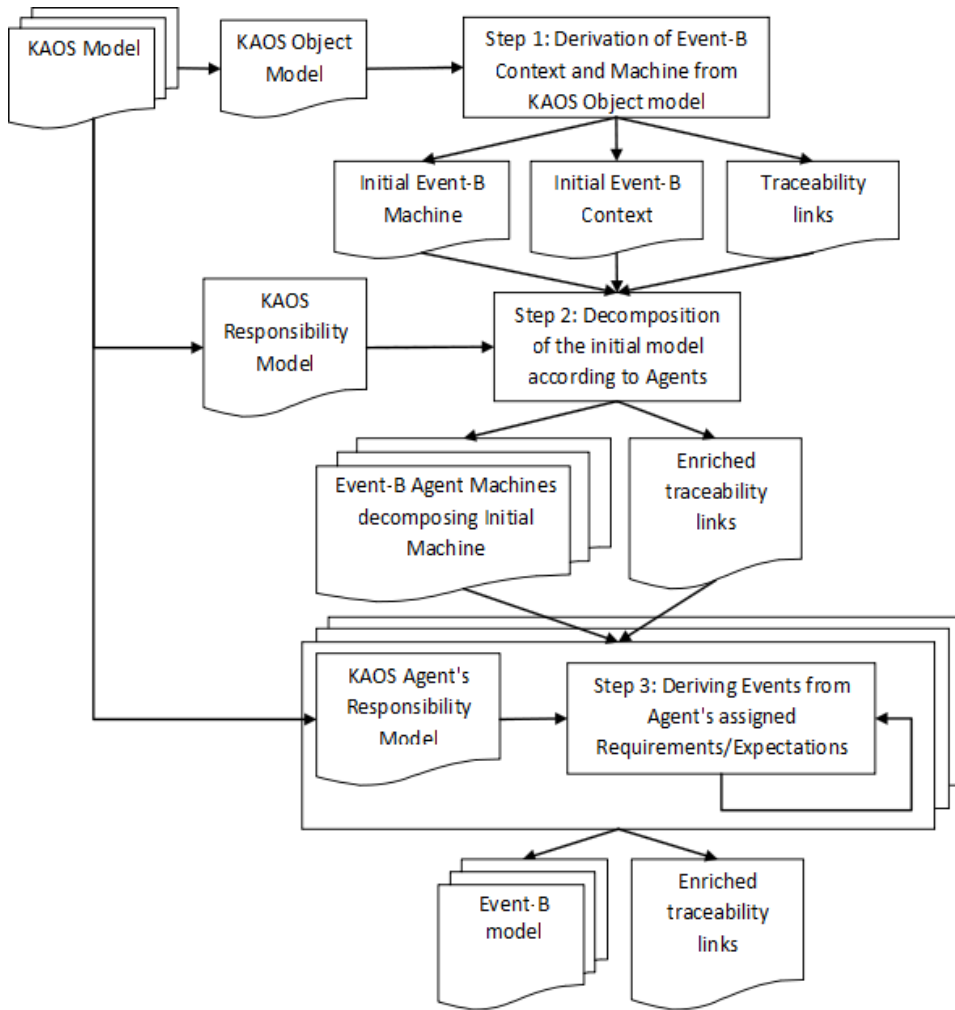 KAOS Model
KAOS Object
Model
Step 1: Derivation of Event-B
Context and Machine from
KAOS Object model
Initial Event-B
Machine
Initial Event-B
Context
Traceability
links
KAOS
Responsibility
Model
Step 2: Decomposition
of the initial model
according to Agents
Event-B Agent Machines
decomposing Initial
Machine
Enriched
traceability
links
KAOS Agent's
Responsibility
Model
Step 3: Deriving Events from
Agent's assigned
Requirements/Expectations
Event-B
model
Enriched
traceability
links